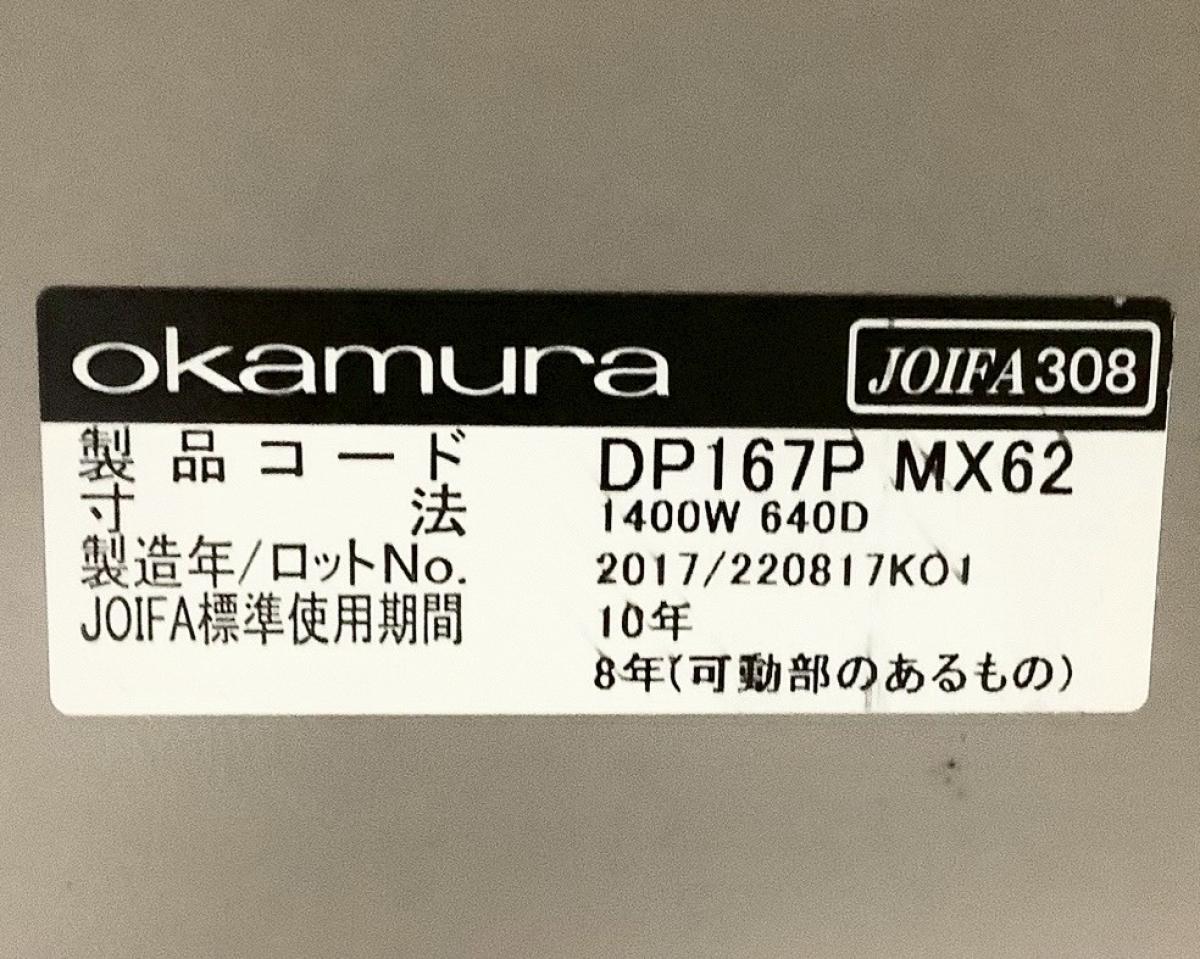 okamura JOIFA308
製品コード DP167P MX62
寸法 1400W 640D
製造年/ロットNo. 2017/220817K01
JOIFA標準使用期間 10年
8年(可動部のあるもの)